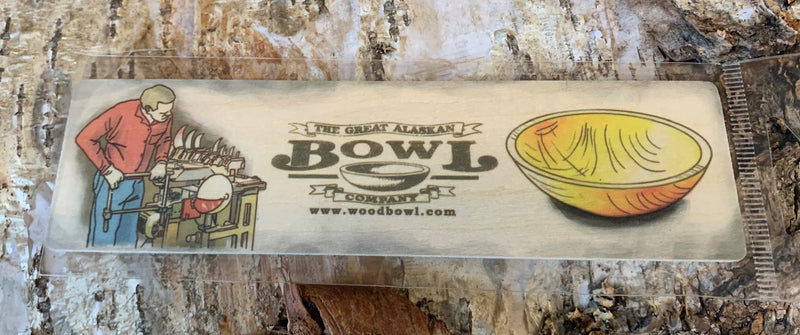 THE GREAT ALASKAN
BOWL
COMPANY
www.woodbowl.com